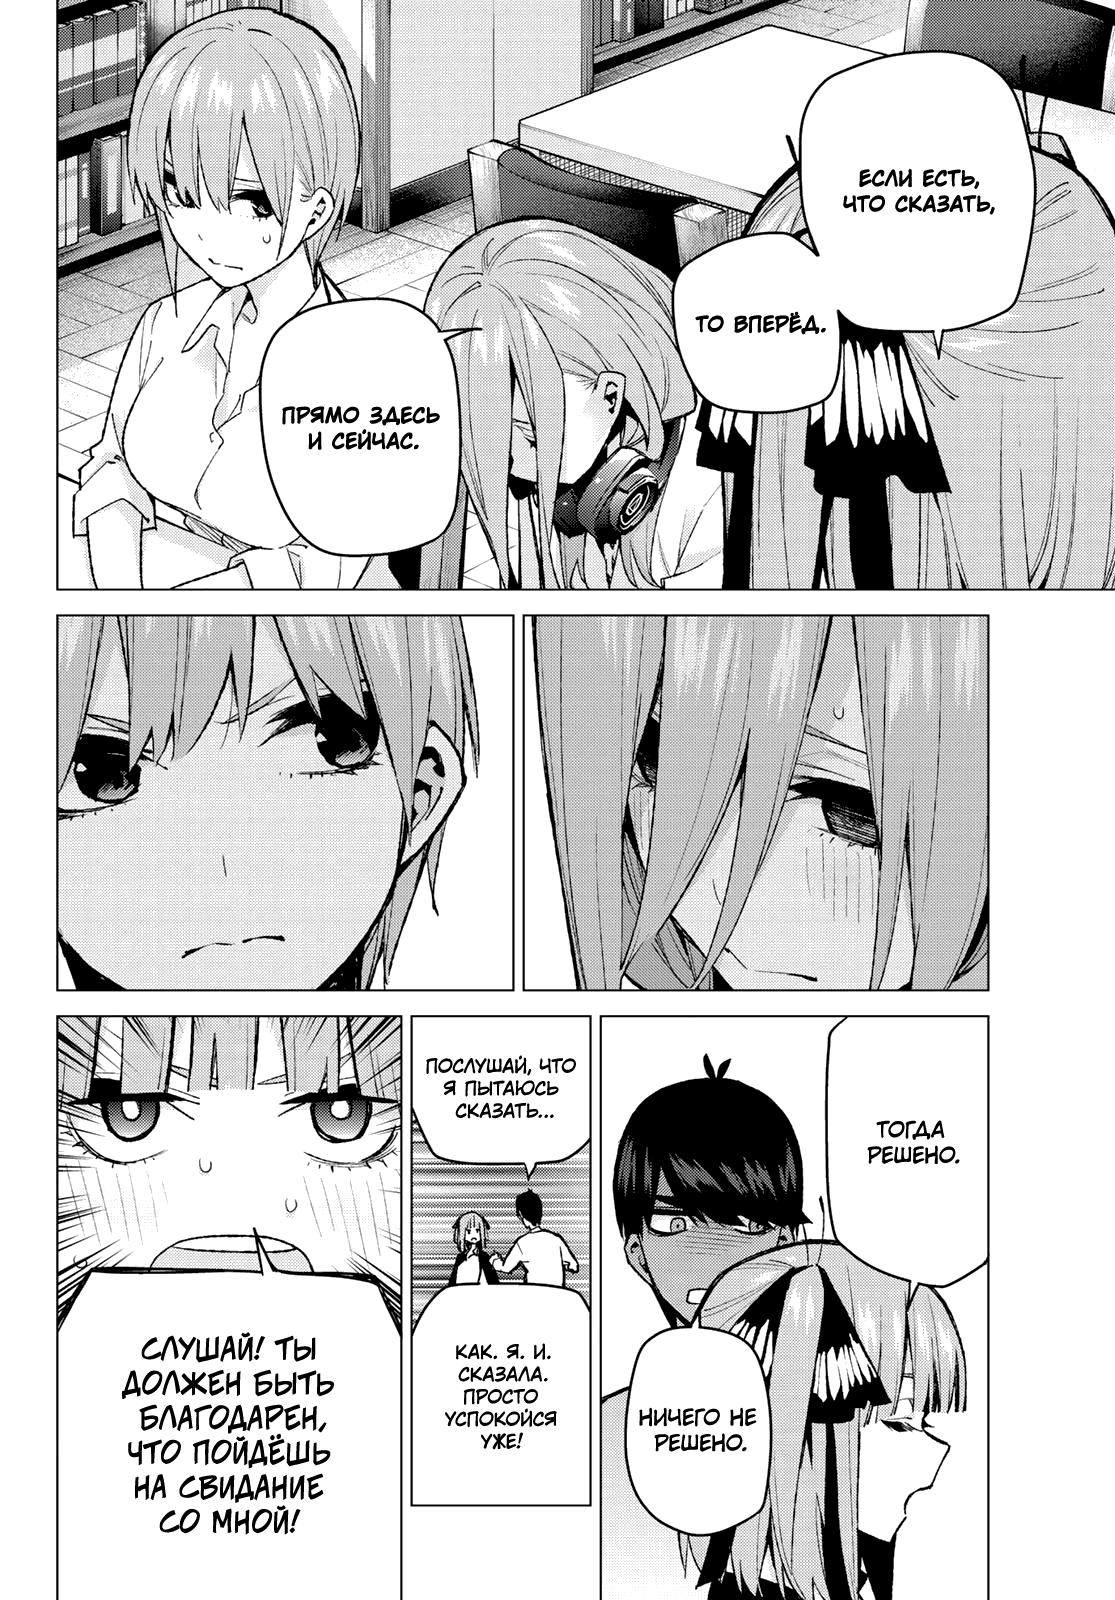 ЕСЛИ ЕСТЬ,
ЧТО СКАЗАТЬ,
ТО ВПЕРЁД.
ПРЯМО ЗДЕСЬ
И СЕЙЧАС.
ТОГДА
РЕШЕНО.
НИЧЕГО НЕ
РЕШЕНО.
ПОСЛУШАЙ, ЧТО
Я ПЫТАЮСЬ
СКАЗАТЬ...
КАК. Я. И.
СКАЗАЛА.
ПРОСТО
УСПОКОЙСЯ
УЖЕ!
СЛУШАЙ! ТЫ
ДОЛЖЕН БЫТЬ
БЛАГОДАРЕН,
ЧТО ПОЙДЁШЬ
НА СВИДАНИЕ
СО МНОЙ!